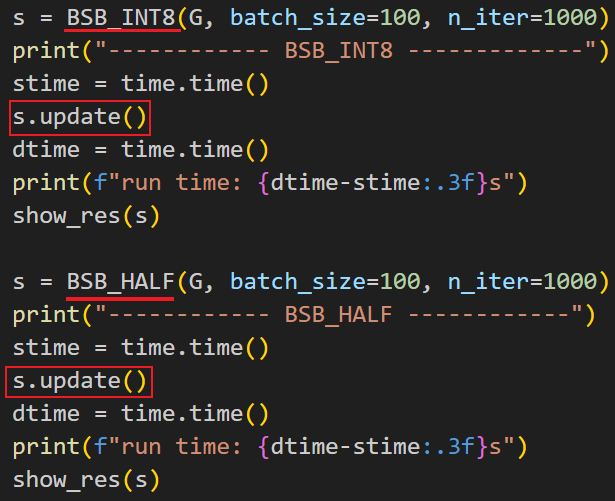 s = BSB_INT8(G, batch_size=100, n_iter=1000)
print("------------ BSB_INT8 -------------")
stime = time.time()
s.update()
dtime = time.time()
print(f"run time: {dtime-stime:.3f}s")
show_res(s)
s = BSB_HALF(G, batch_size=100, n_iter=1000)
print("------------ BSB_HALF ------------")
stime = time.time()
s.update()
dtime = time.time()
print(f"run time: {dtime-stime:.3f}s")
show_res(s)